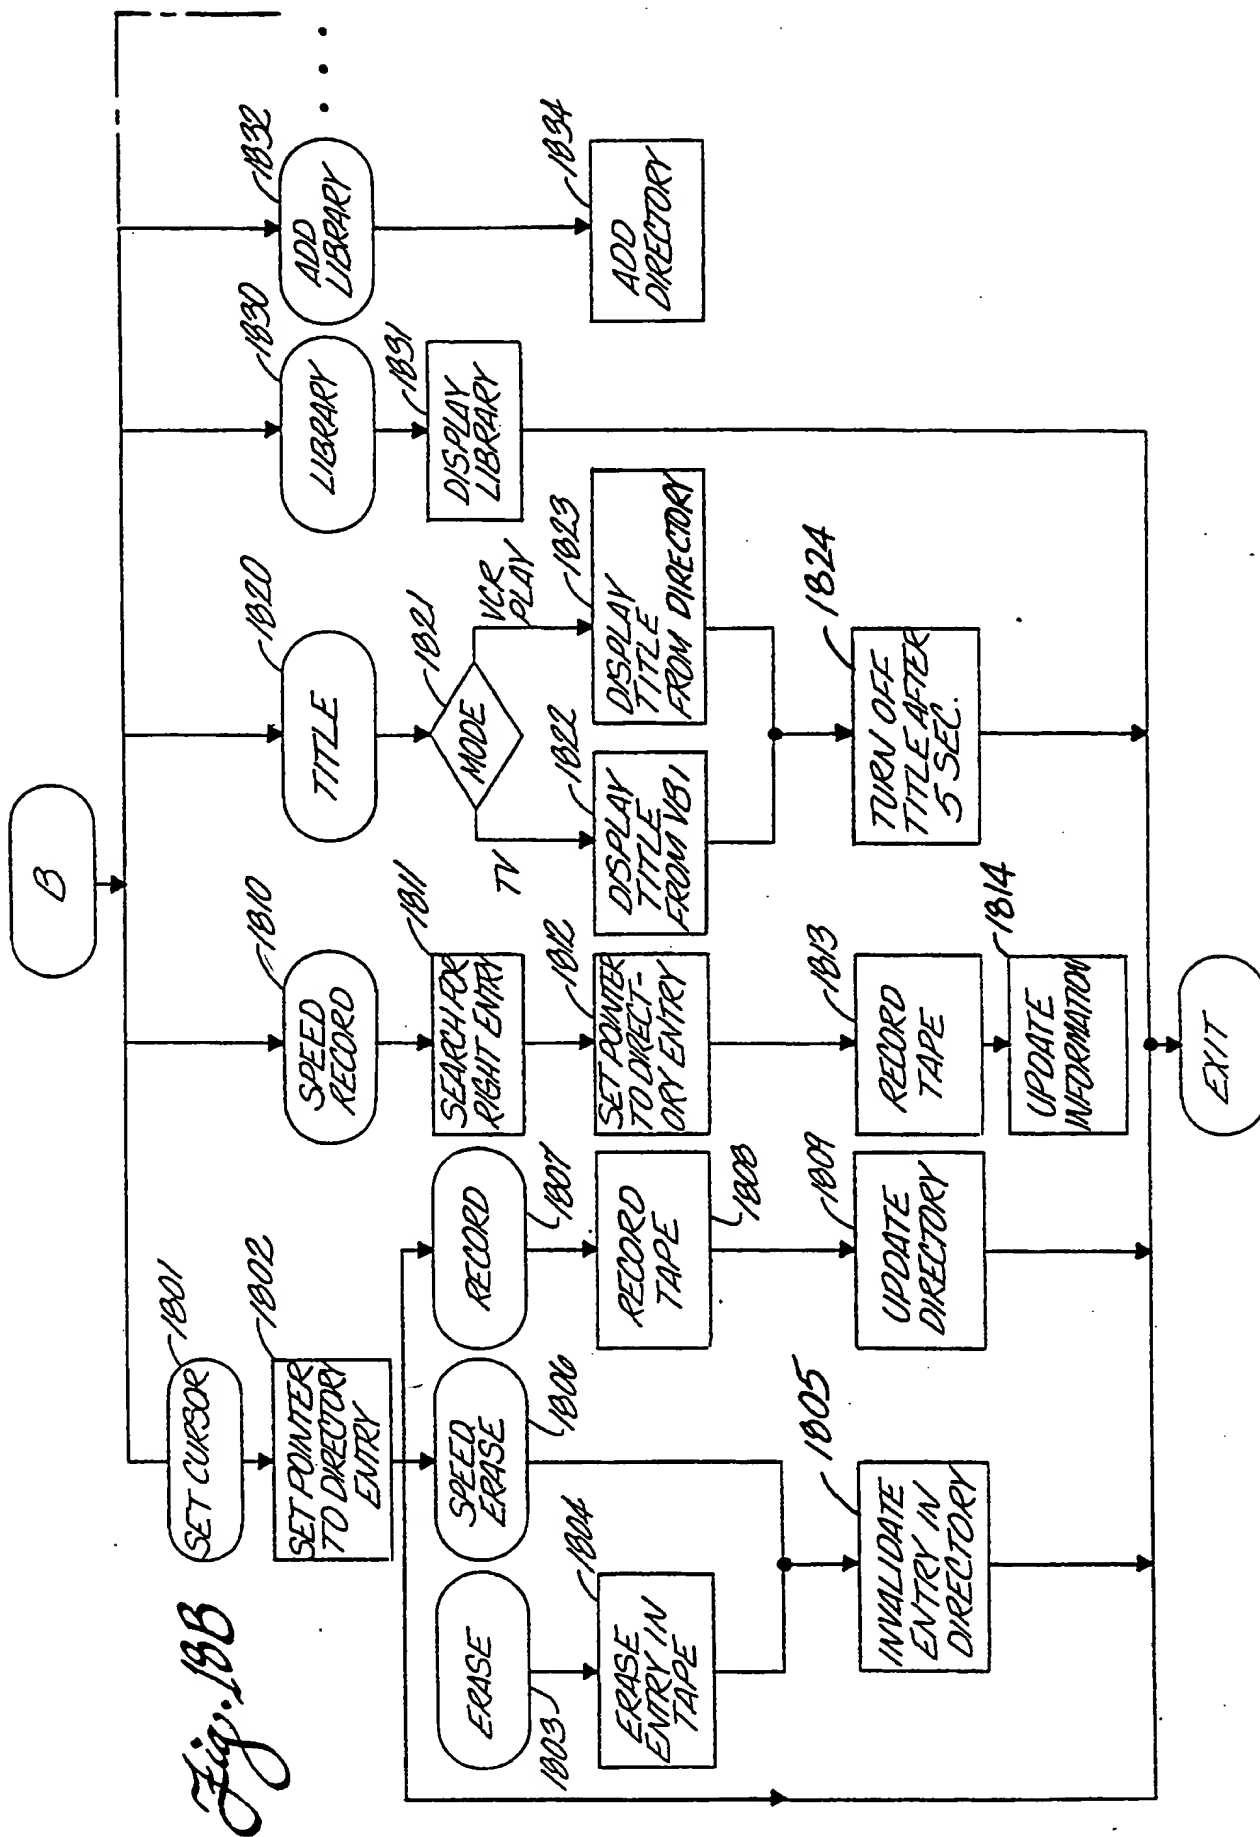 Fig. 18B
B
SET CURSOR
1801
SET POINTER
TO DIRECTORY
ENTRY
1802
ERASE
1803
ERASE
ENTRY IN
TAPE
1804
INVALIDATE
ENTRY IN
DIRECTORY
1805
SPEED
ERASE
1806
RECORD
1807
RECORD
TAPE
1808
UPDATE
DIRECTORY
1809
SPEED
RECORD
1810
SEARCH FOR
RIGHT ENTRY
1811
SET POINTER
TO DIRECT-
ORY ENTRY
1812
RECORD
TAPE
1813
UPDATE
INFORMATION
1814
TITLE
1820
MODE
1821
TV
VCR
PLAY
DISPLAY
TITLE
FROM VBI
1822
DISPLAY
TITLE
FROM DIRECTORY
1823
TURN OFF
TITLE AFTER
5 SEC.
1824
LIBRARY
1830
DISPLAY
LIBRARY
1831
ADD
LIBRARY
1832
ADD
DIRECTORY
1834
EXIT